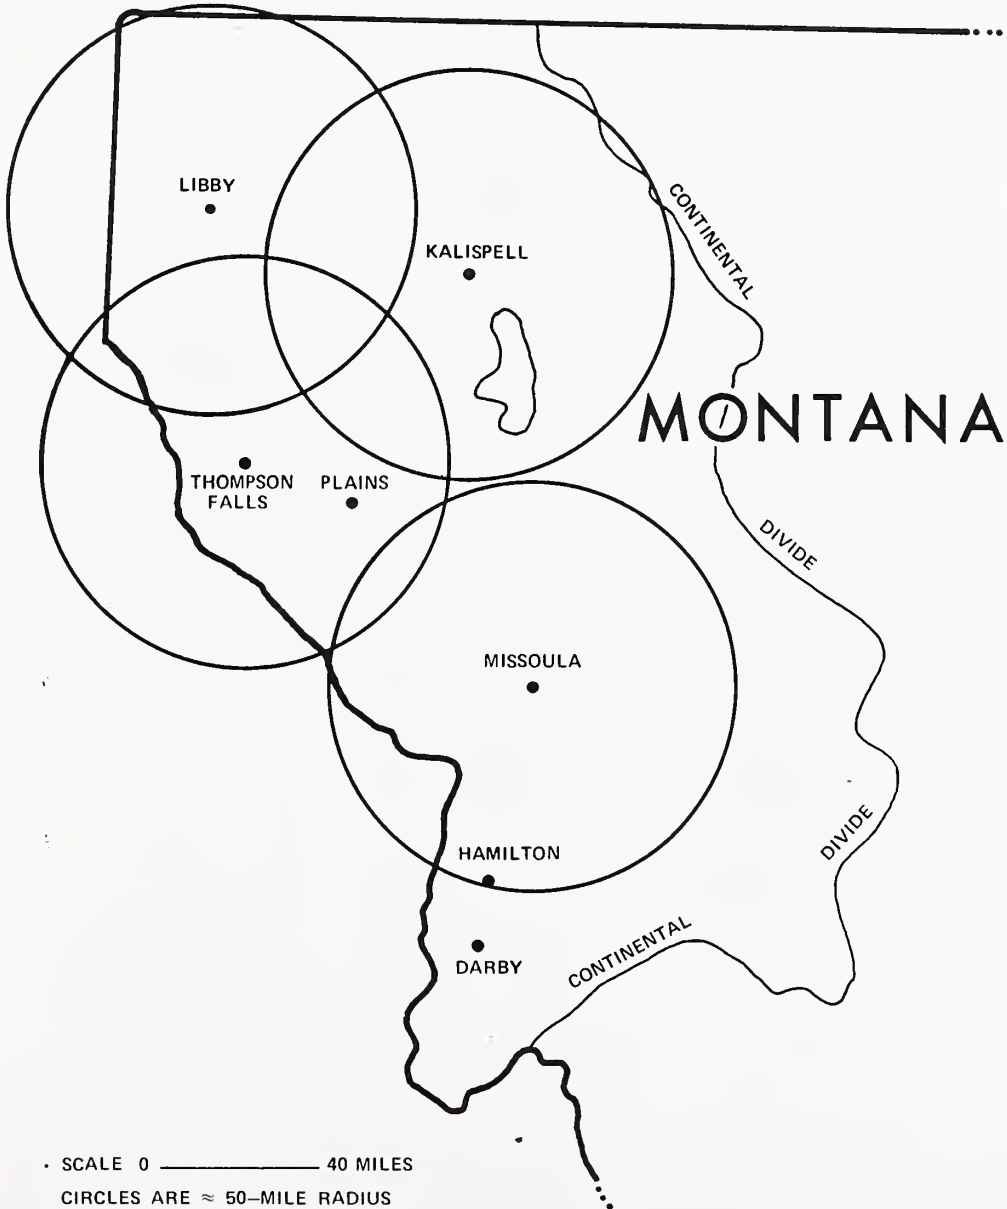 LIBBY
CONTINENTAL
KALISPELL
MONTANA
THOMPSON
FALLS
PLAINS
DIVIDE
MISSOULA
DIVIDE
HAMILTON
CONTINENTAL
DARBY
SCALE 0 40 MILES
CIRCLES ARE ≈ 50–MILE RADIUS